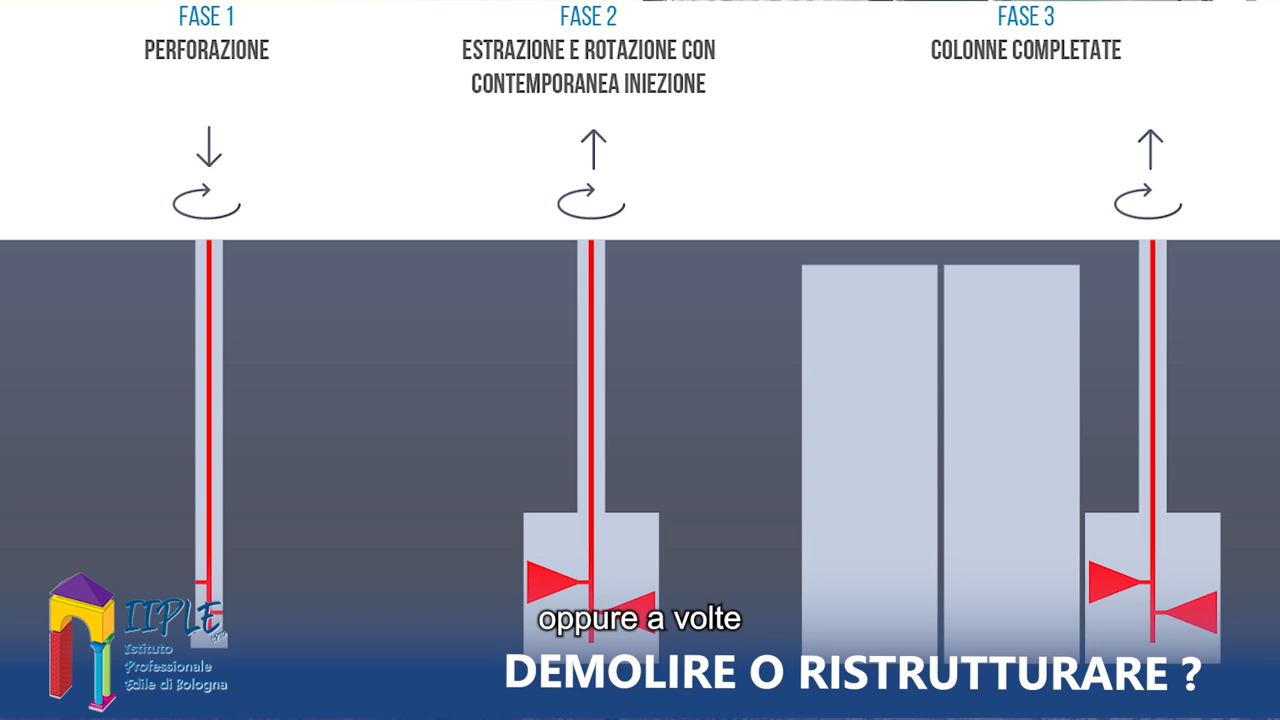 FASE 1
PERFORAZIONE
FASE 2
ESTRAZIONE E ROTAZIONE CON
CONTEMPORANEA INIEZIONE
FASE 3
COLONNE COMPLETATE
IIPLE
Istituto
Professionale
Edile di Bologna
oppure a volte
DEMOLIRE O RISTRUTTURARE ?